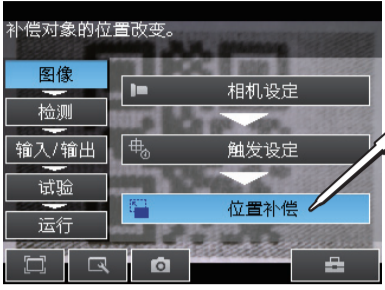 补偿对象的位置改变。
图像
检测
输入/输出
试验
运行
相机设定
触发设定
位置补偿